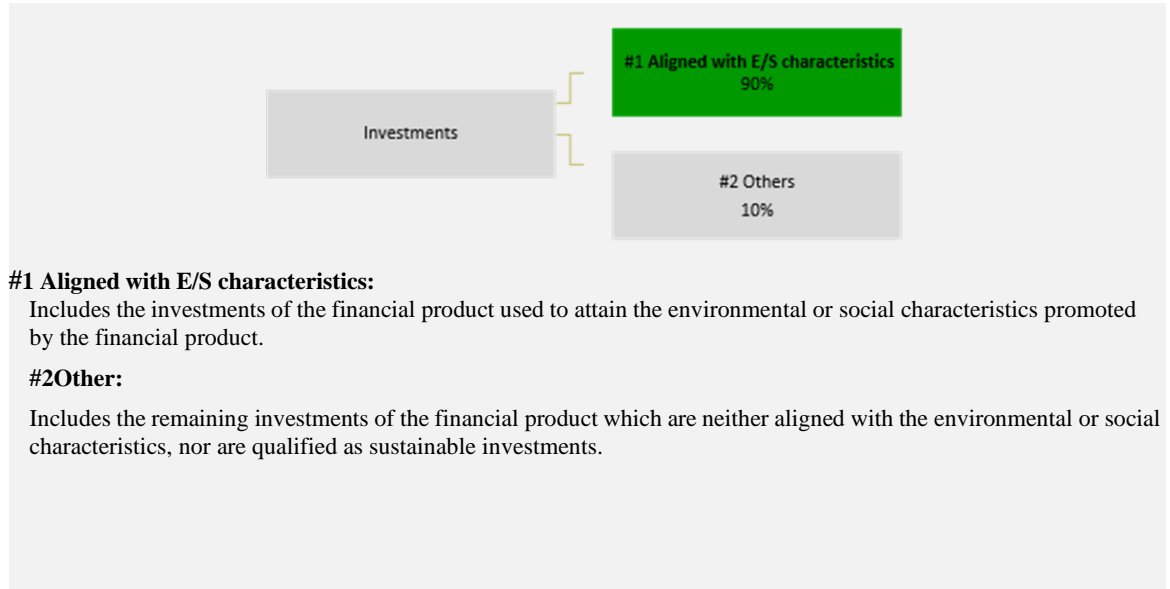 #1 Aligned with E/S characteristics
90%
Investments
#2 Others
10%
#1 Aligned with E/S characteristics:
Includes the investments of the financial product used to attain the environmental or social characteristics promoted
by the financial product.
#2Other:
Includes the remaining investments of the financial product which are neither aligned with the environmental or social
characteristics, nor are qualified as sustainable investments.